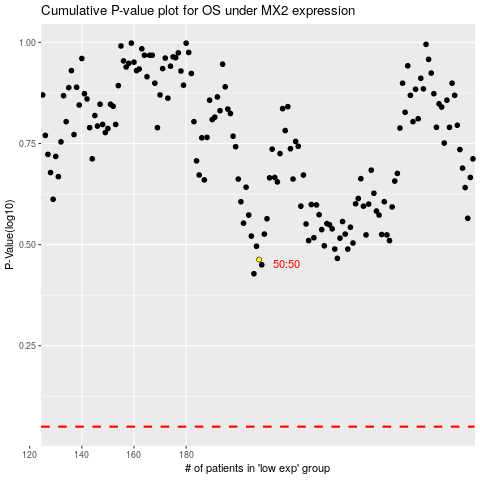 Cumulative P-value plot for OS under MX2 expression
P-Value(log10)
1.00
0.75
0.50
0.25
50:50
120 140 160 180
# of patients in 'low exp' group